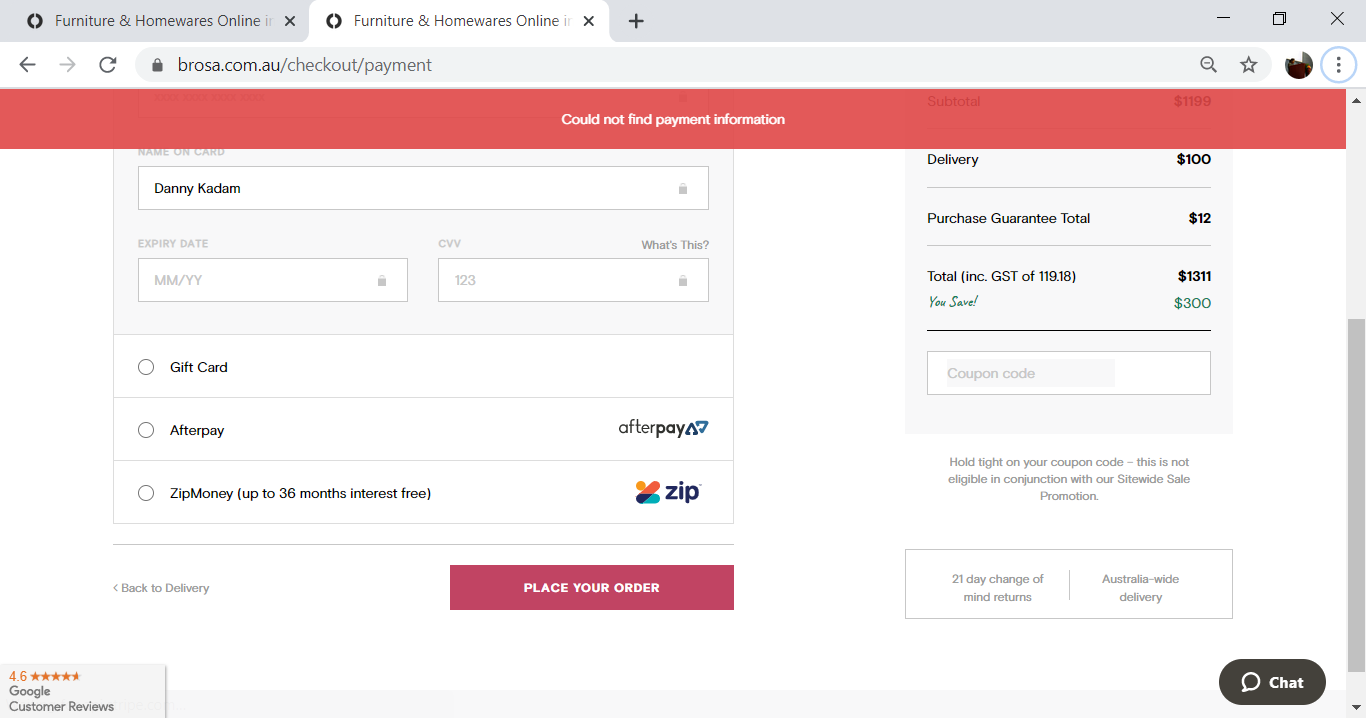 Furniture & Homewares Online in
Furniture & Homewares Online in
brosa.com.au/checkout/payment
Could not find payment information
Subtotal $1199
NAME ON CARD
Danny Kadam
EXPIRY DATE
CVV What's This?
MM/YY
123
Gift Card
Afterpay afterpay
ZipMoney (up to 36 months interest free) zip
< Back to Delivery
PLACE YOUR ORDER
Delivery $100
Purchase Guarantee Total $12
Total (inc. GST of 119.18) $1311
You Save! $300
Coupon code
Hold tight on your coupon code – this is not
eligible in conjunction with our Sitewide Sale
Promotion.
21 day change of
mind returns
Australia-wide
delivery
4.6
Google
Customer Reviews
Chat